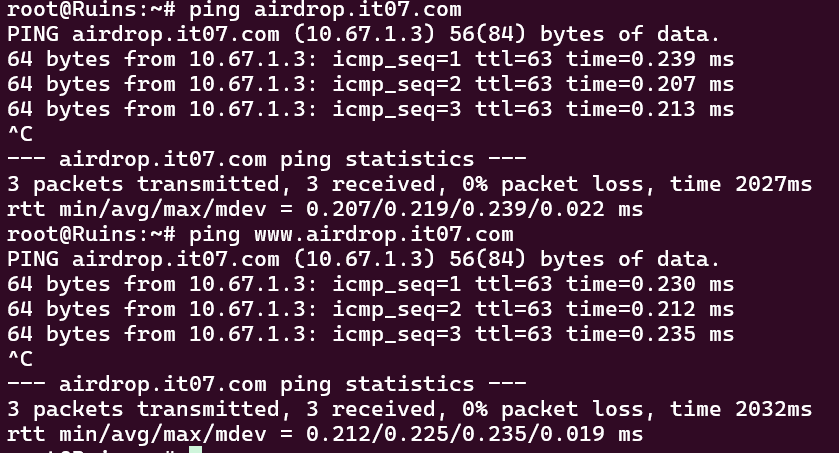 root@Ruins:~# ping airdrop.it07.com
PING airdrop.it07.com (10.67.1.3) 56(84) bytes of data.
64 bytes from 10.67.1.3: icmp_seq=1 ttl=63 time=0.239 ms
64 bytes from 10.67.1.3: icmp_seq=2 ttl=63 time=0.207 ms
64 bytes from 10.67.1.3: icmp_seq=3 ttl=63 time=0.213 ms
^C
--- airdrop.it07.com ping statistics ---
3 packets transmitted, 3 received, 0% packet loss, time 2027ms
rtt min/avg/max/mdev = 0.207/0.219/0.239/0.022 ms
root@Ruins:~# ping www.airdrop.it07.com
PING airdrop.it07.com (10.67.1.3) 56(84) bytes of data.
64 bytes from 10.67.1.3: icmp_seq=1 ttl=63 time=0.230 ms
64 bytes from 10.67.1.3: icmp_seq=2 ttl=63 time=0.212 ms
64 bytes from 10.67.1.3: icmp_seq=3 ttl=63 time=0.235 ms
^C
--- airdrop.it07.com ping statistics ---
3 packets transmitted, 3 received, 0% packet loss, time 2032ms
rtt min/avg/max/mdev = 0.212/0.225/0.235/0.019 ms